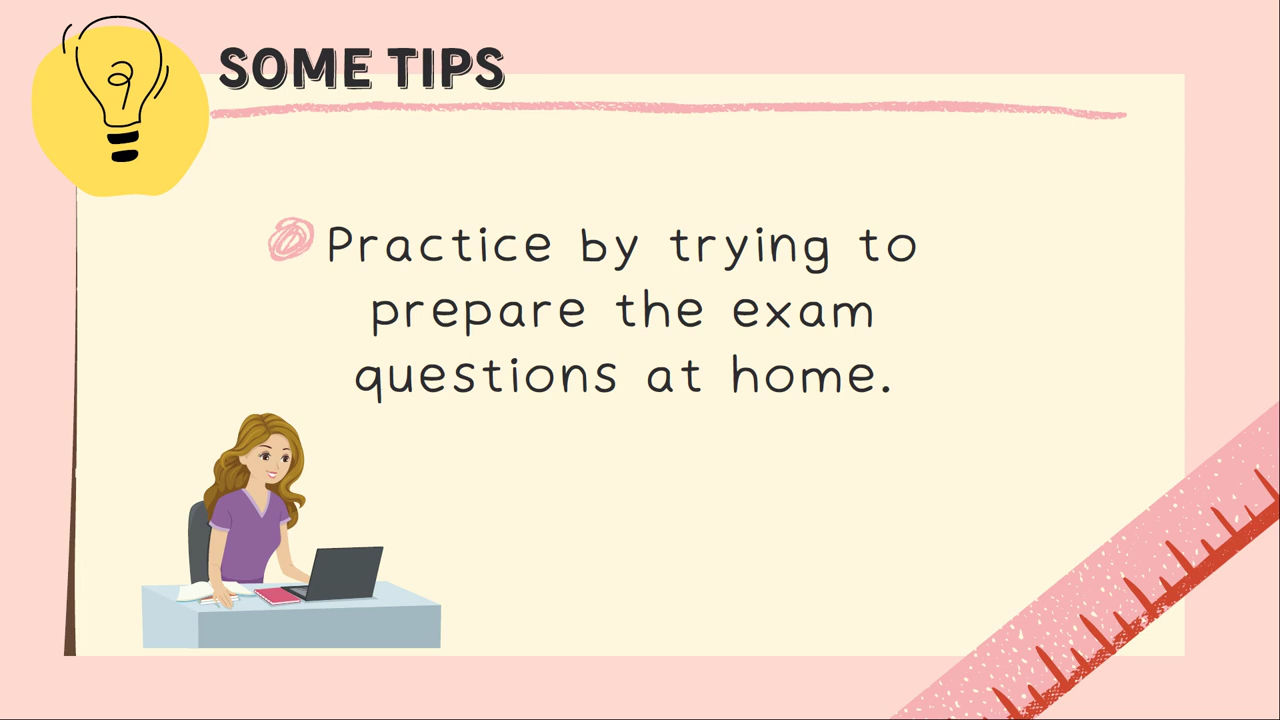 SOME TIPS
Practice by trying to
prepare the exam
questions at home.